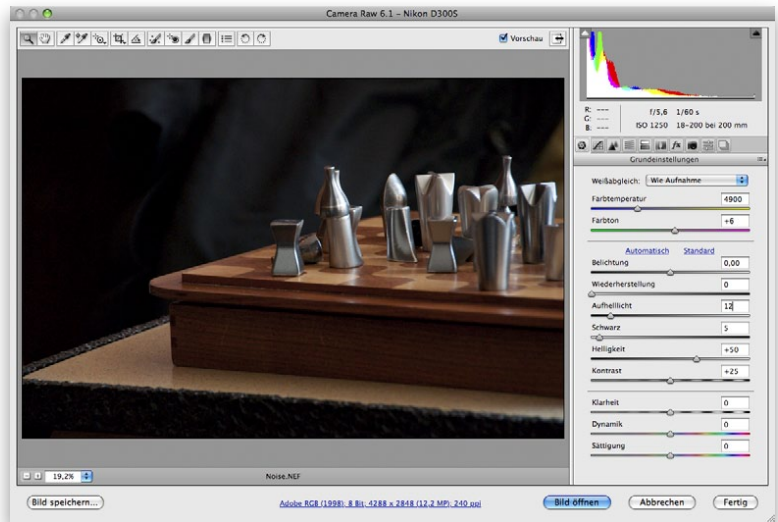 Camera Raw 6.1 – Nikon D300S
Vorschau
R: ---
G: ---
B: ---
f/5,6 1/60 s
ISO 1250 18-200 bei 200 mm
Grundeinstellungen
Weißabgleich: Wie Aufnahme
Farbtemperatur 4900
Farbton +6
Automatisch Standard
Belichtung 0,00
Wiederherstellung 0
Aufhelllicht 12
Schwarz 5
Helligkeit +50
Kontrast +25
Klarheit 0
Dynamik 0
Sättigung 0
19,2% Noise.NEF
Bild speichern... Adobe RGB (1998); 8 Bit; 4288 x 2848 (12,2 MP); 240 ppi Bild öffnen Abbrechen Fertig